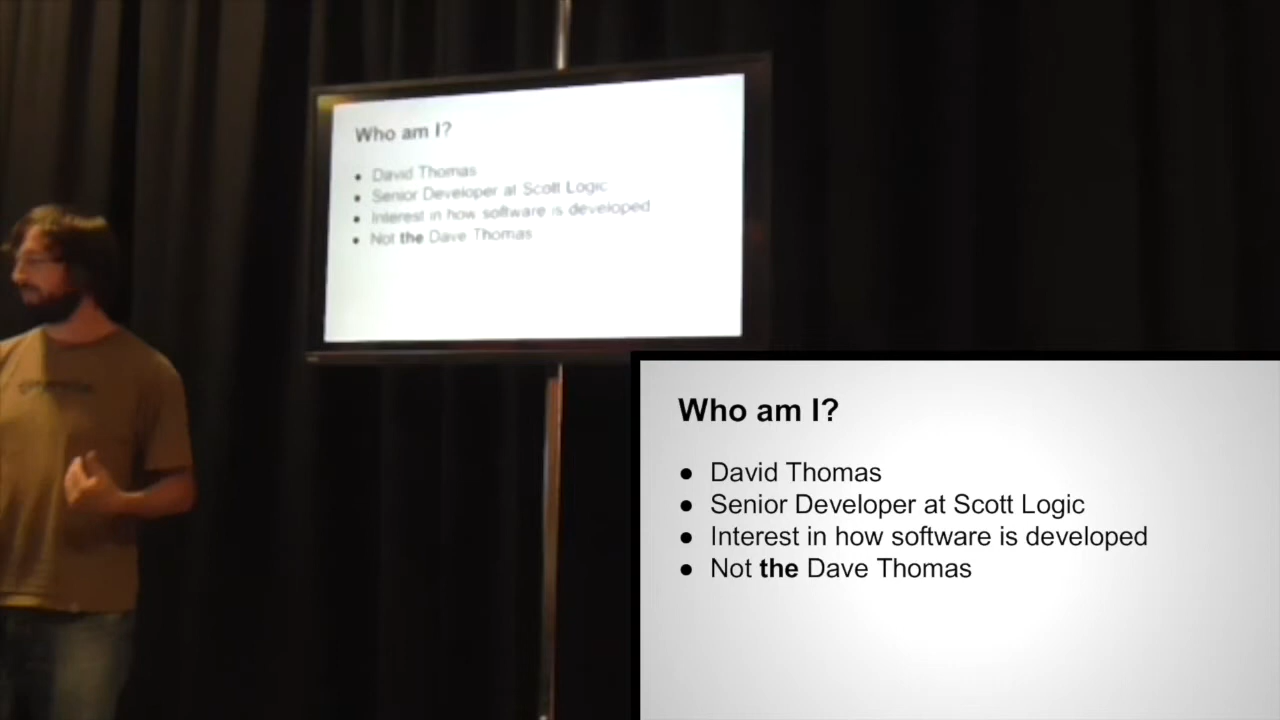 Who am I?
● David Thomas
● Senior Developer at Scott Logic
● Interest in how software is developed
● Not the Dave Thomas
Who am I?
● David Thomas
● Senior Developer at Scott Logic
● Interest in how software is developed
● Not the Dave Thomas